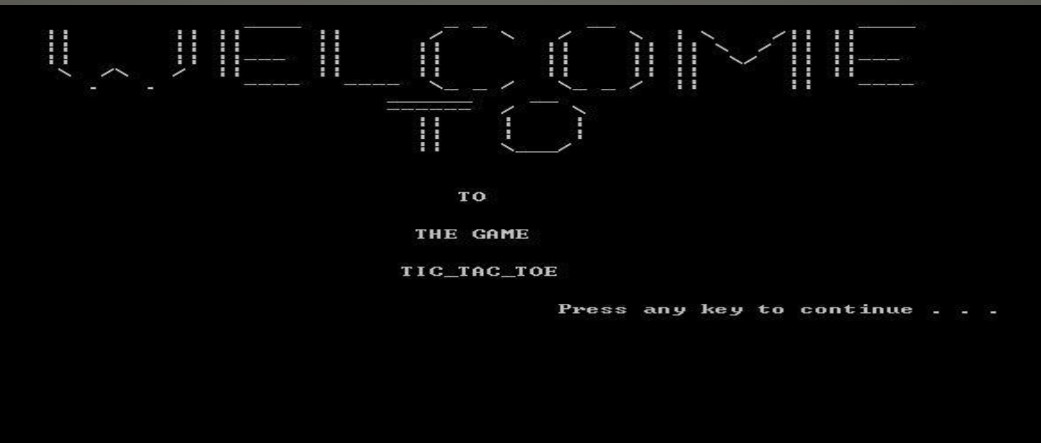 WELCOME
TO
TO
THE GAME
TIC_TAC_TOE
Press any key to continue . . .